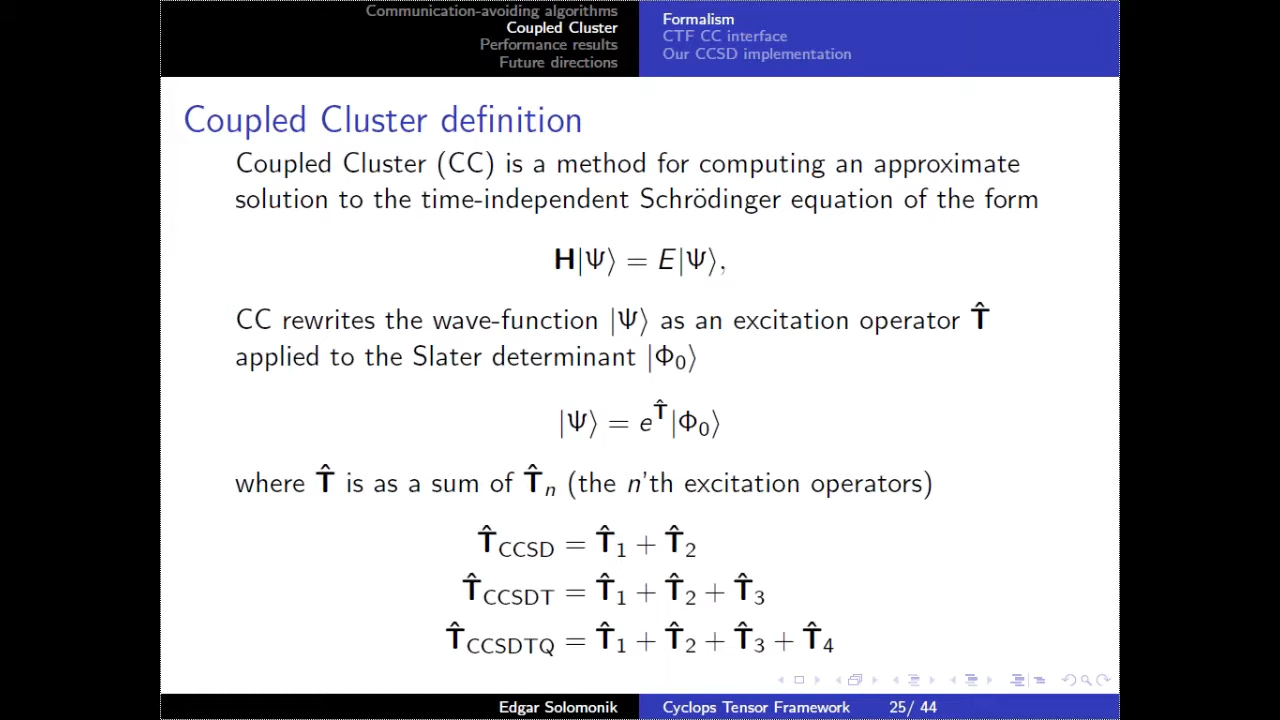 Communication-avoiding algorithms
Coupled Cluster
Performance results
Future directions
Formalism
CTF CC interface
Our CCSD implementation
Coupled Cluster definition
Coupled Cluster (CC) is a method for computing an approximate
solution to the time-independent Schrödinger equation of the form
H|Ψ⟩ = E|Ψ⟩,
CC rewrites the wave-function |Ψ⟩ as an excitation operator T̂
applied to the Slater determinant |Φ₀⟩
|Ψ⟩ = e^T̂|Φ₀⟩
where T̂ is as a sum of T̂ₙ (the n'th excitation operators)
T̂_CCSD = T̂₁ + T̂₂
T̂_CCSDT = T̂₁ + T̂₂ + T̂₃
T̂_CCSDTQ = T̂₁ + T̂₂ + T̂₃ + T̂₄
Edgar Solomonik
Cyclops Tensor Framework
25/ 44